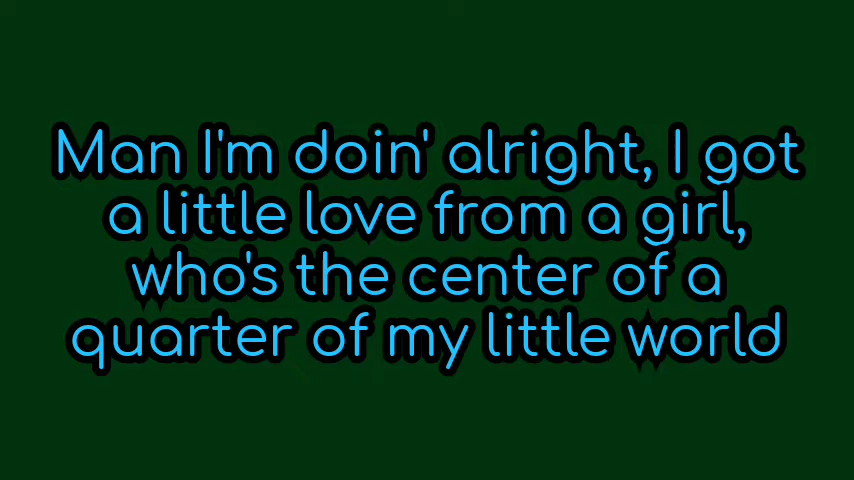 Man I'm doin' alright, I got
a little love from a girl,
who's the center of a
quarter of my little world